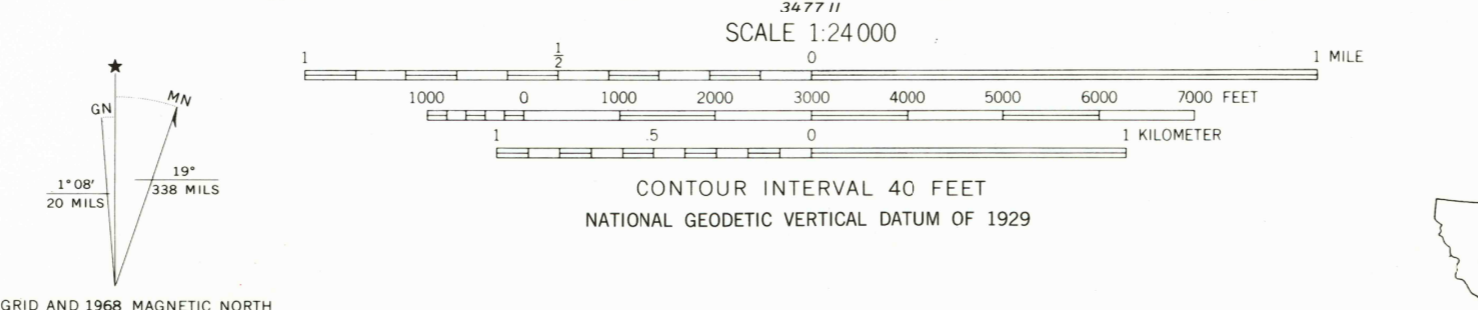 3477 II
SCALE 1:24 000
1 1/2 0 1 MILE
1000 0 1000 2000 3000 4000 5000 6000 7000 FEET
1 .5 0 1 KILOMETER
CONTOUR INTERVAL 40 FEET
NATIONAL GEODETIC VERTICAL DATUM OF 1929
★
GN
MN
1°08′
20 MILS
19°
338 MILS
GRID AND 1968 MAGNETIC NORTH